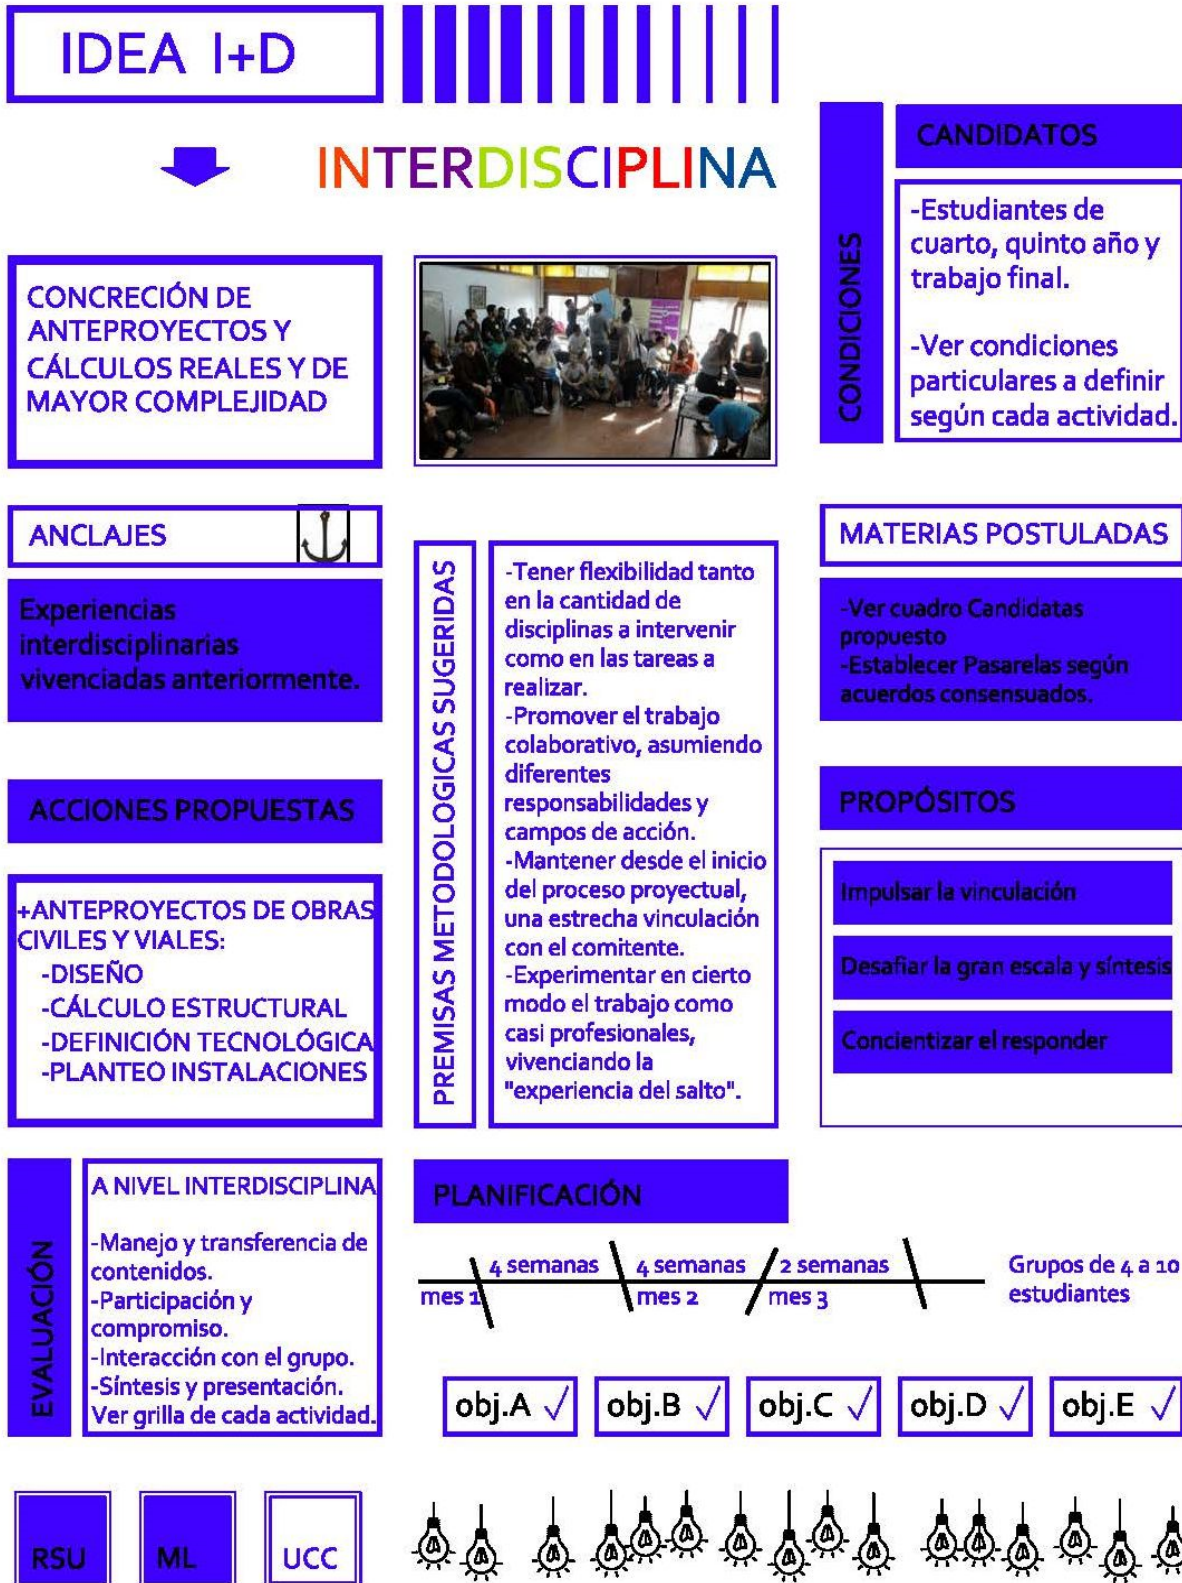 IDEA I+D
INTERDISCIPLINA
CONCRECIÓN DE
ANTEPROYECTOS Y
CÁLCULOS REALES Y DE
MAYOR COMPLEJIDAD
CONDICIONES
CANDIDATOS
-Estudiantes de
cuarto, quinto año y
trabajo final.
-Ver condiciones
particulares a definir
según cada actividad.
ANCLAJES
Experiencias
interdisciplinarias
vivenciadas anteriormente.
ACCIONES PROPUESTAS
+ANTEPROYECTOS DE OBRAS
CIVILES Y VIALES:
-DISEÑO
-CÁLCULO ESTRUCTURAL
-DEFINICIÓN TECNOLÓGICA
-PLANTEO INSTALACIONES
PREMISAS METODOLOGICAS SUGERIDAS
-Tener flexibilidad tanto
en la cantidad de
disciplinas a intervenir
como en las tareas a
realizar.
-Promover el trabajo
colaborativo, asumiendo
diferentes
responsabilidades y
campos de acción.
-Mantener desde el inicio
del proceso proyectual,
una estrecha vinculación
con el comitente.
-Experimentar en cierto
modo el trabajo como
casi profesionales,
vivenciando la
"experiencia del salto".
MATERIAS POSTULADAS
-Ver cuadro Candidatas
propuesto
-Establecer Pasarelas según
acuerdos consensuados.
PROPÓSITOS
Impulsar la vinculación
Desafiar la gran escala y síntesis
Concientizar el responder
EVALUACIÓN
A NIVEL INTERDISCIPLINA
-Manejo y transferencia de
contenidos.
-Participación y
compromiso.
-Interacción con el grupo.
-Síntesis y presentación.
Ver grilla de cada actividad.
PLANIFICACIÓN
4 semanas 4 semanas 2 semanas
mes 1 mes 2 mes 3
Grupos de 4 a 10
estudiantes
obj.A obj.B obj.C obj.D obj.E
RSU ML UCC